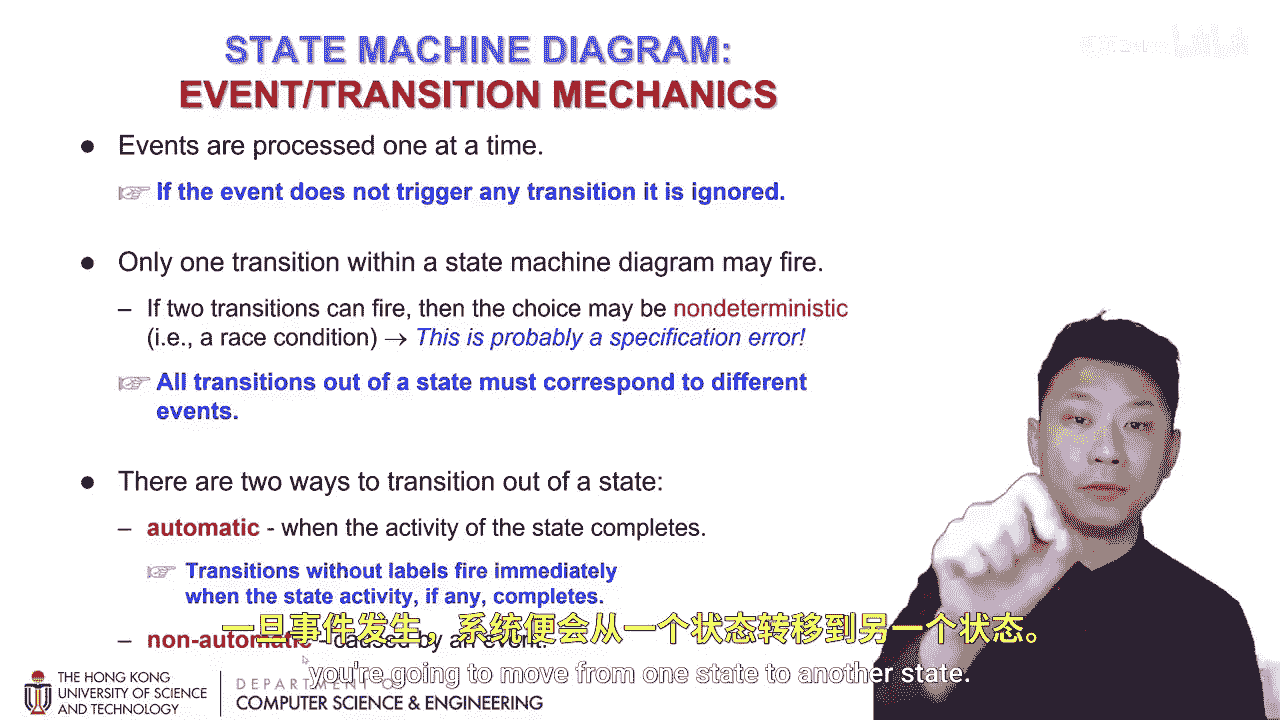 STATE MACHINE DIAGRAM:
EVENT/TRANSITION MECHANICS
● Events are processed one at a time.
☞ If the event does not trigger any transition it is ignored.
● Only one transition within a state machine diagram may fire.
– If two transitions can fire, then the choice may be nondeterministic
(i.e., a race condition) → This is probably a specification error!
☞ All transitions out of a state must correspond to different
events.
● There are two ways to transition out of a state:
– automatic - when the activity of the state completes.
☞ Transitions without labels fire immediately
when the state activity, if any, completes.
– non-automatic - caused by an event.
一旦事件发生，系统便会从一个状态转移到另一个状态。
you're going to move from one state to another state.
THE HONG KONG
UNIVERSITY OF SCIENCE
AND TECHNOLOGY
DEPARTMENT OF
COMPUTER SCIENCE & ENGINEERING